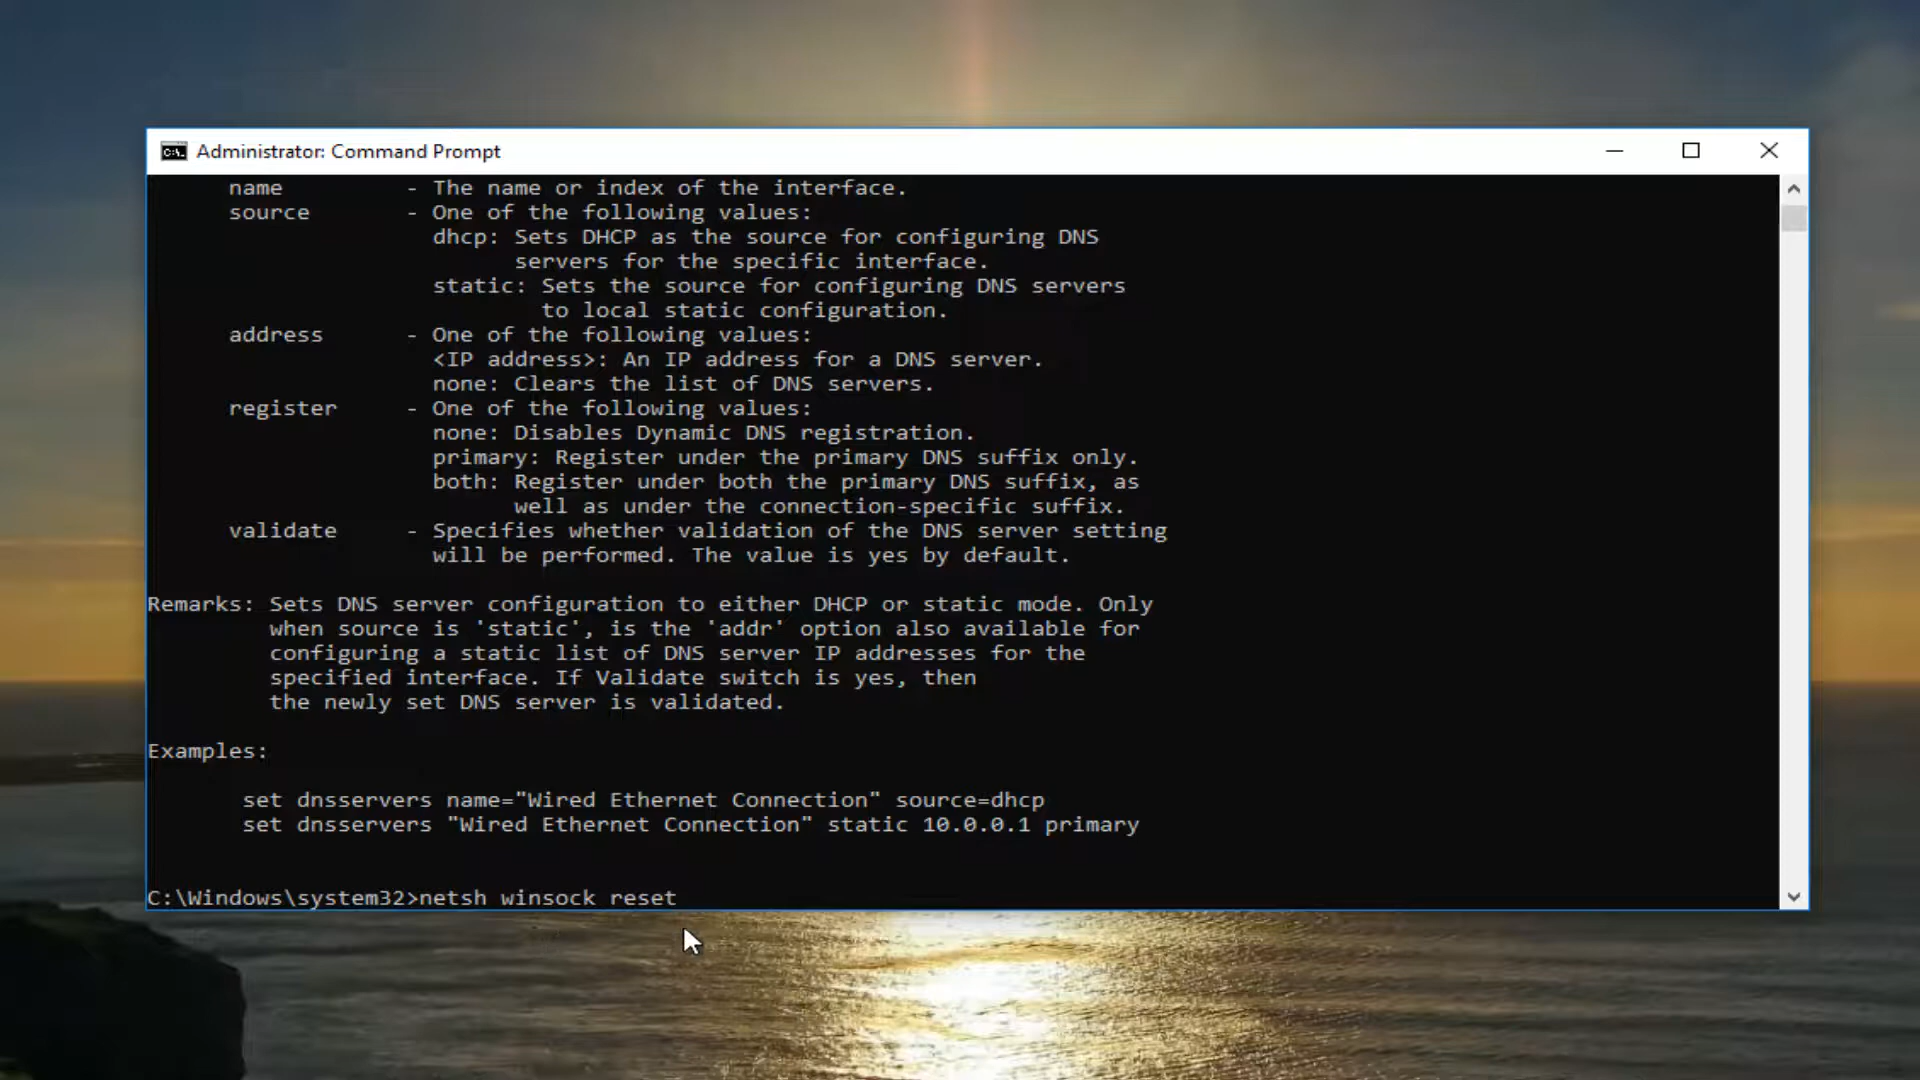 Administrator: Command Prompt
name - The name or index of the interface.
source - One of the following values:
dhcp: Sets DHCP as the source for configuring DNS
servers for the specific interface.
static: Sets the source for configuring DNS servers
to local static configuration.
address - One of the following values:
<IP address>: An IP address for a DNS server.
none: Clears the list of DNS servers.
register - One of the following values:
none: Disables Dynamic DNS registration.
primary: Register under the primary DNS suffix only.
both: Register under both the primary DNS suffix, as
well as under the connection-specific suffix.
validate - Specifies whether validation of the DNS server setting
will be performed. The value is yes by default.
Remarks: Sets DNS server configuration to either DHCP or static mode. Only
when source is 'static', is the 'addr' option also available for
configuring a static list of DNS server IP addresses for the
specified interface. If Validate switch is yes, then
the newly set DNS server is validated.
Examples:
set dnsservers name="Wired Ethernet Connection" source=dhcp
set dnsservers "Wired Ethernet Connection" static 10.0.0.1 primary
C:\Windows\system32>netsh winsock reset